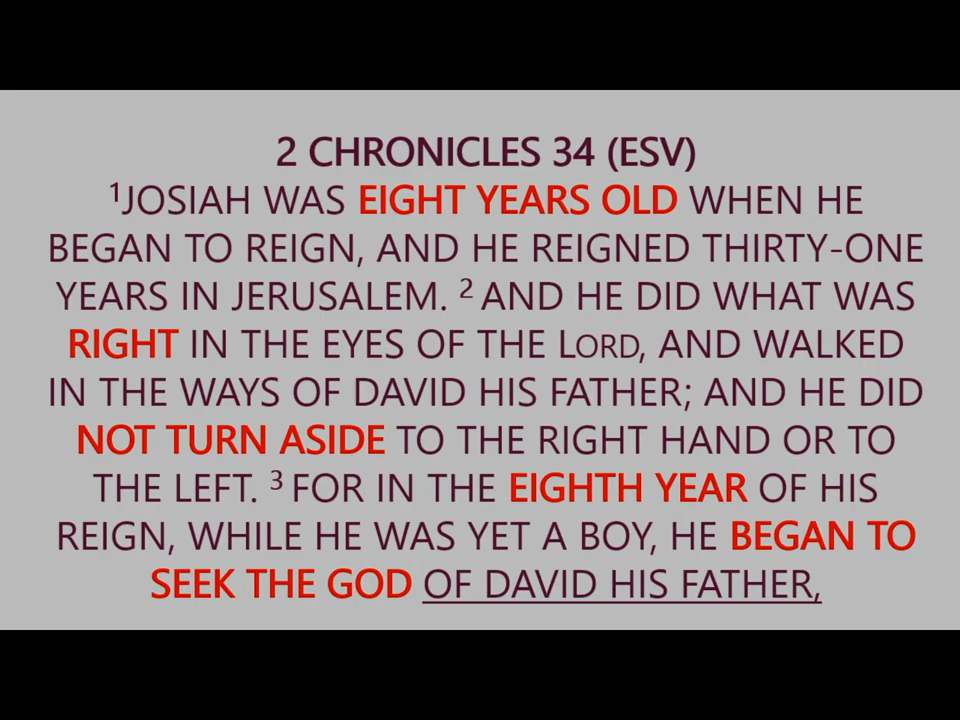 2 CHRONICLES 34 (ESV)
¹JOSIAH WAS EIGHT YEARS OLD WHEN HE
BEGAN TO REIGN, AND HE REIGNED THIRTY-ONE
YEARS IN JERUSALEM. ² AND HE DID WHAT WAS
RIGHT IN THE EYES OF THE LORD, AND WALKED
IN THE WAYS OF DAVID HIS FATHER; AND HE DID
NOT TURN ASIDE TO THE RIGHT HAND OR TO
THE LEFT. ³ FOR IN THE EIGHTH YEAR OF HIS
REIGN, WHILE HE WAS YET A BOY, HE BEGAN TO
SEEK THE GOD OF DAVID HIS FATHER,